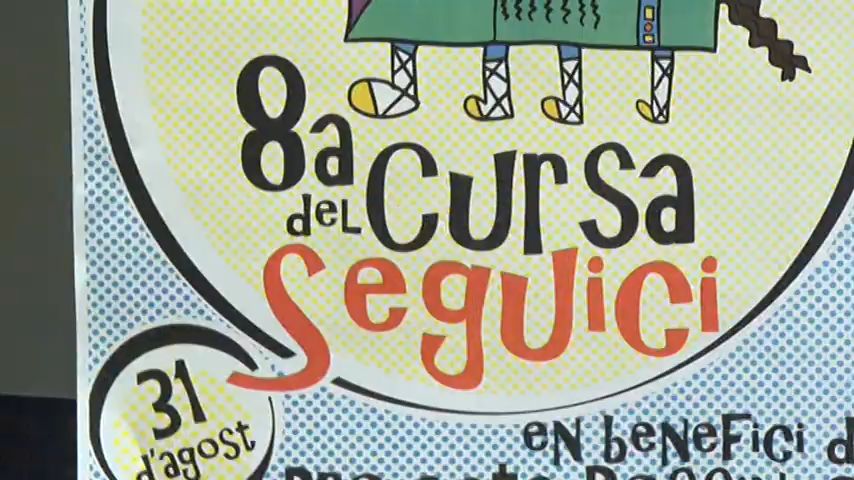 8a Cursa
del
Seguici
31
d'agost
en benefici d